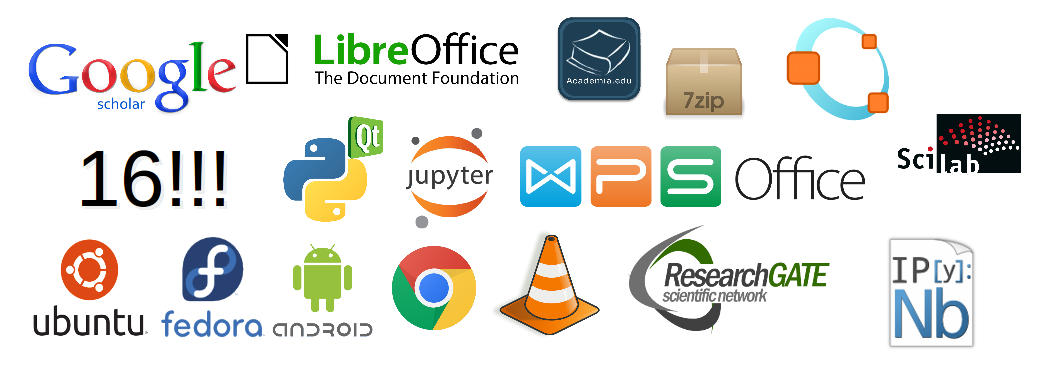 Google
scholar
LibreOffice
The Document Foundation
Academia.edu
7zip
16!!!
Qt
jupyter
W P S Office
Scilab
ubuntu
fedora
ANDROID
ResearchGATE
scientific network
IP[y]:
Nb